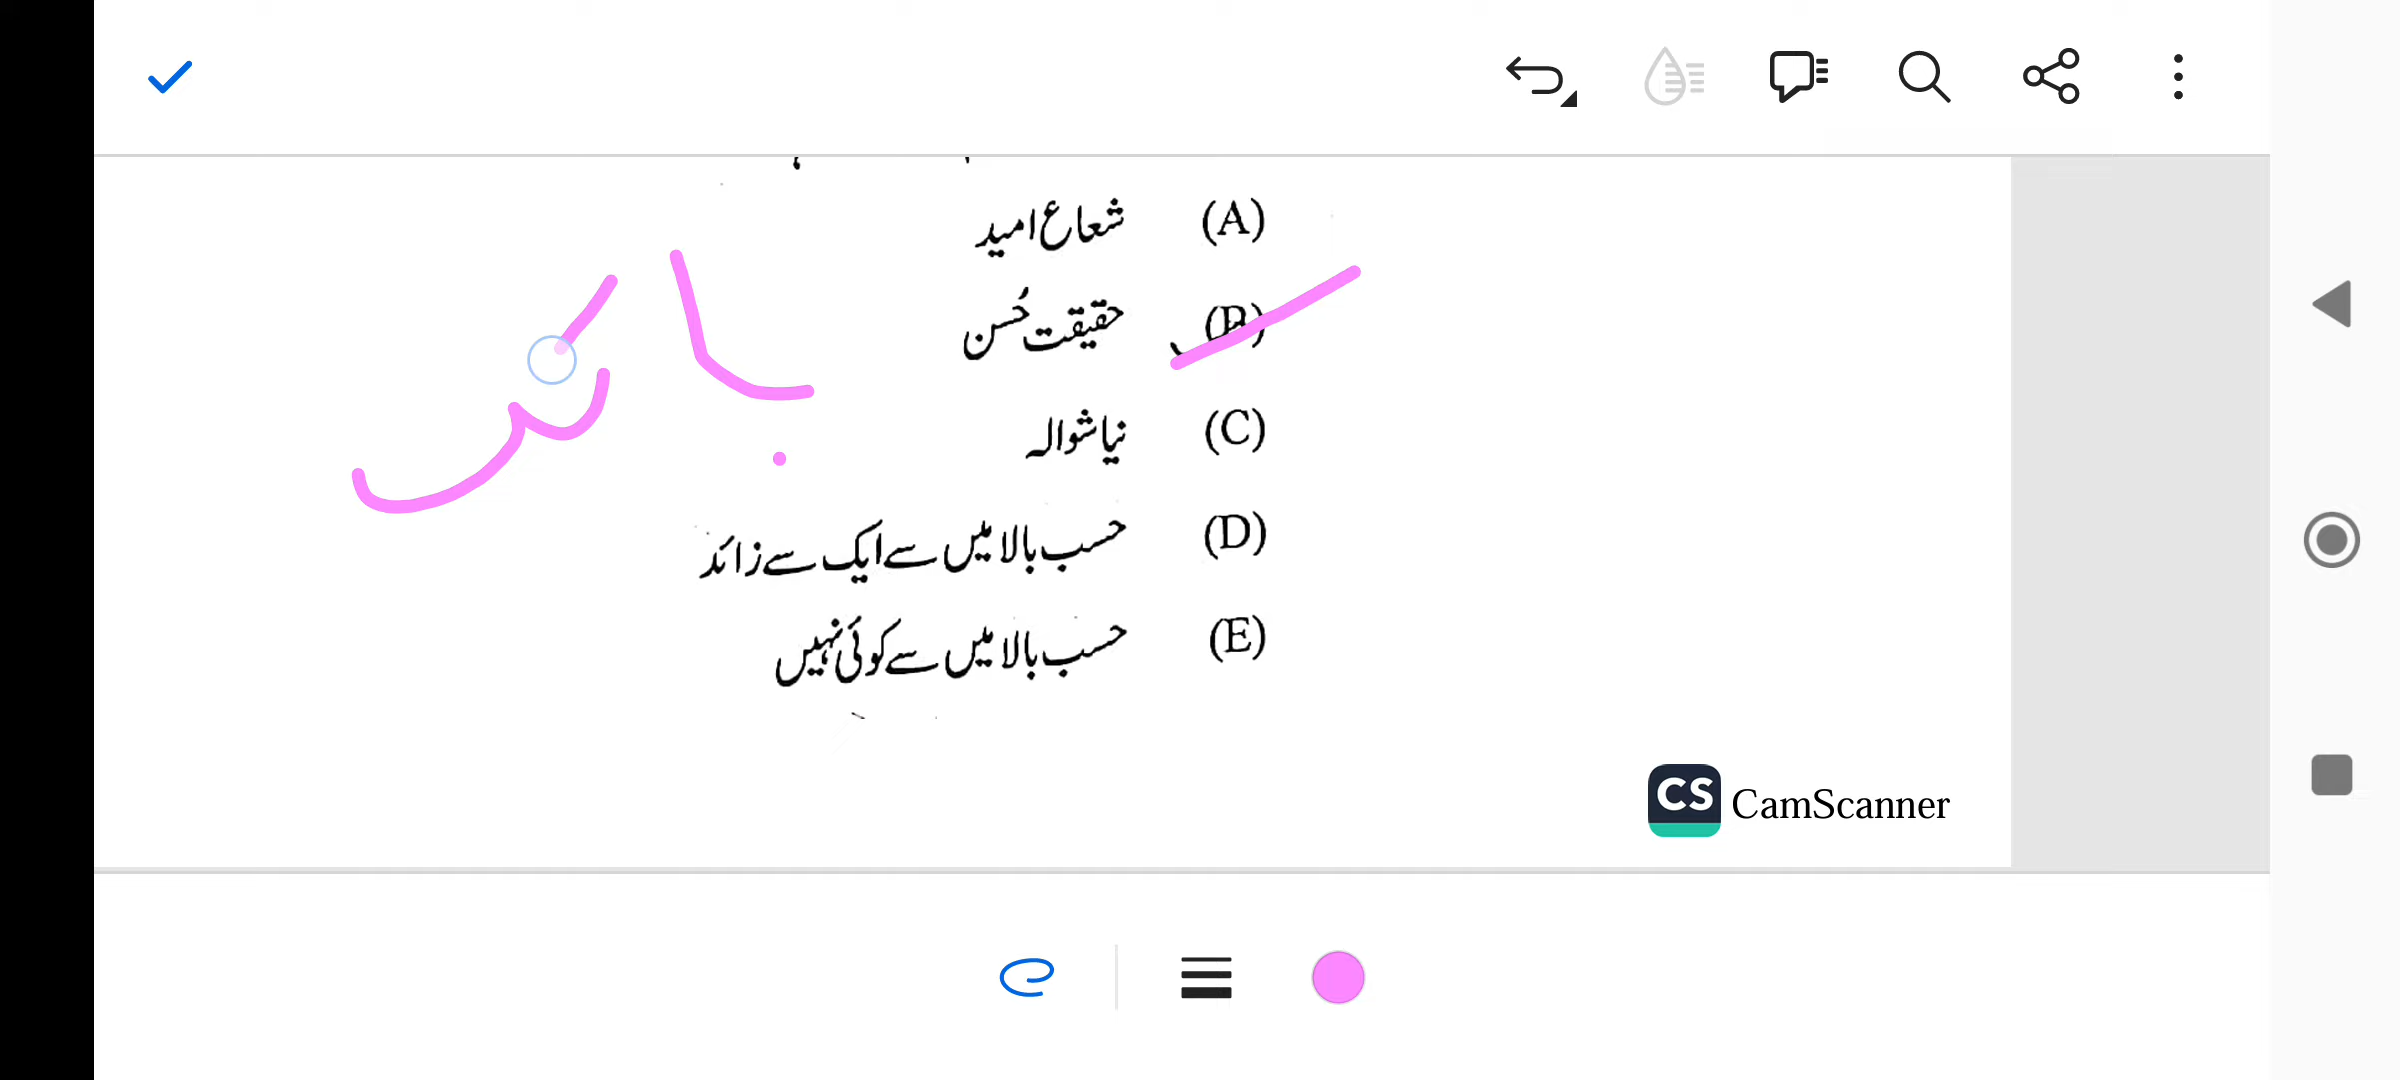 (A) شعاع امید
(B) حقیقت حُسن
(C) نیا شوالہ
(D) حسب بالا میں سے ایک سے زائد
(E) حسب بالا میں سے کوئی نہیں
CS CamScanner